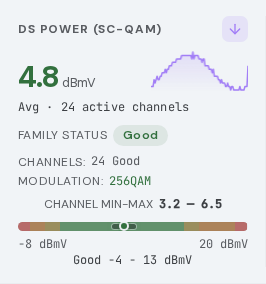 DS POWER (SC-QAM)
4.8 dBmV
Avg · 24 active channels
FAMILY STATUS Good
CHANNELS: 24 Good
MODULATION: 256QAM
CHANNEL MIN–MAX 3.2 – 6.5
-8 dBmV 20 dBmV
Good -4 - 13 dBmV